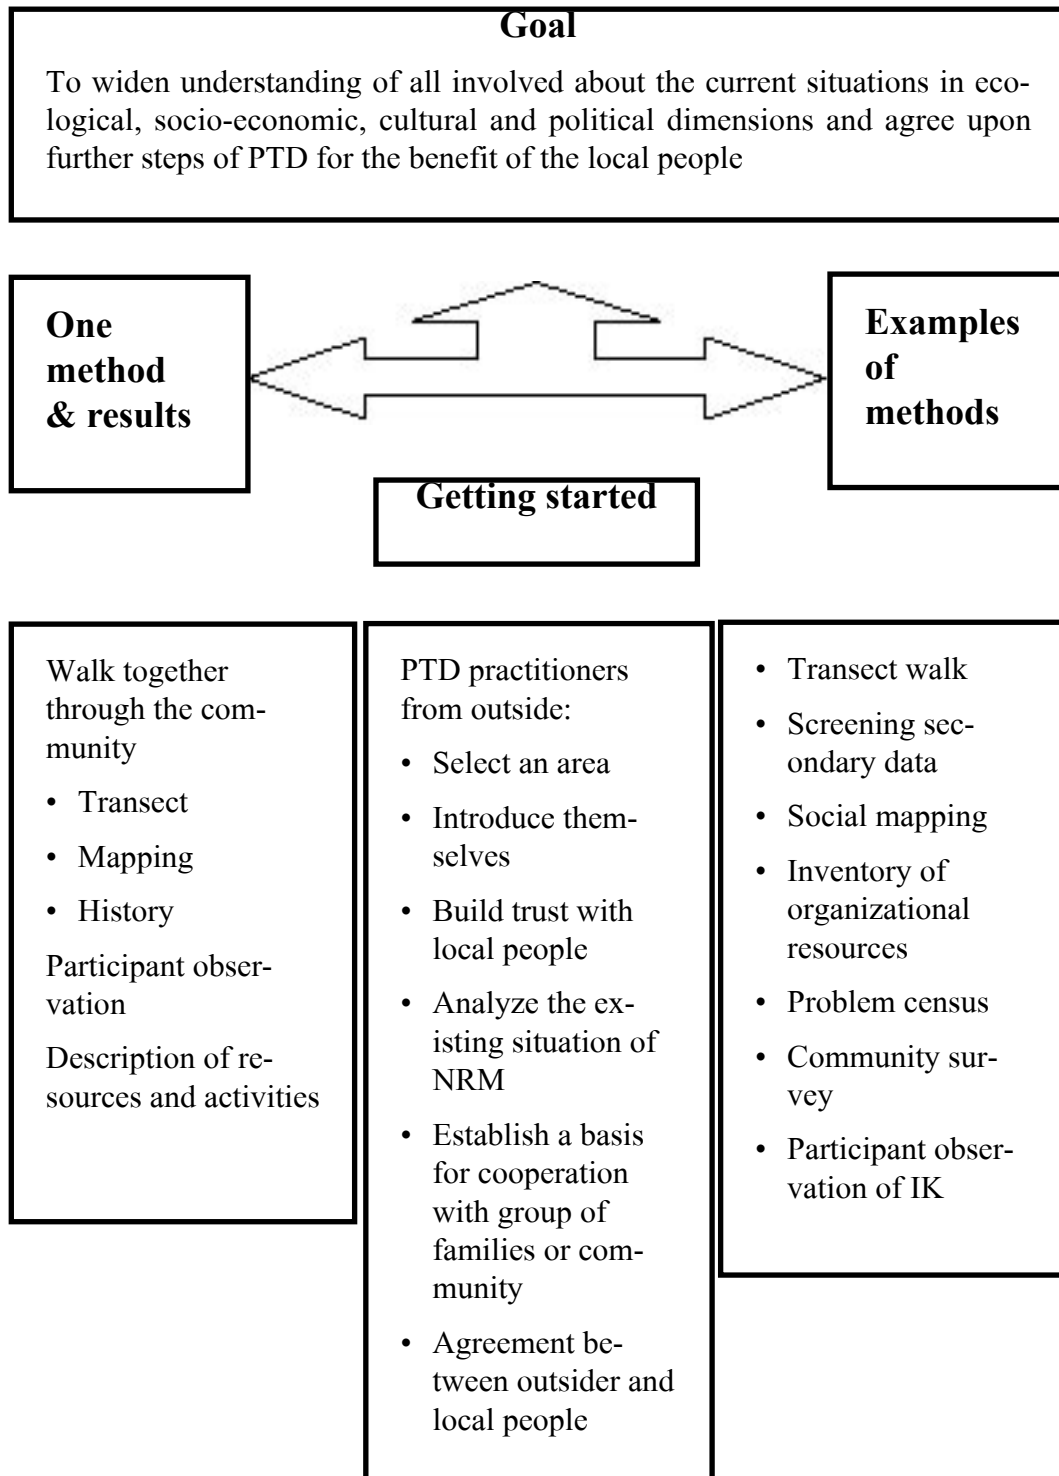 Goal
To widen understanding of all involved about the current situations in eco-
logical, socio-economic, cultural and political dimensions and agree upon
further steps of PTD for the benefit of the local people
One
method
& results
Examples
of
methods
Getting started
Walk together
through the com-
munity
• Transect
• Mapping
• History
Participant obser-
vation
Description of re-
sources and activities
PTD practitioners
from outside:
• Select an area
• Introduce them-
selves
• Build trust with
local people
• Analyze the ex-
isting situation of
NRM
• Establish a basis
for cooperation
with group of
families or com-
munity
• Agreement be-
tween outsider and
local people
• Transect walk
• Screening sec-
ondary data
• Social mapping
• Inventory of
organizational
resources
• Problem census
• Community sur-
vey
• Participant obser-
vation of IK